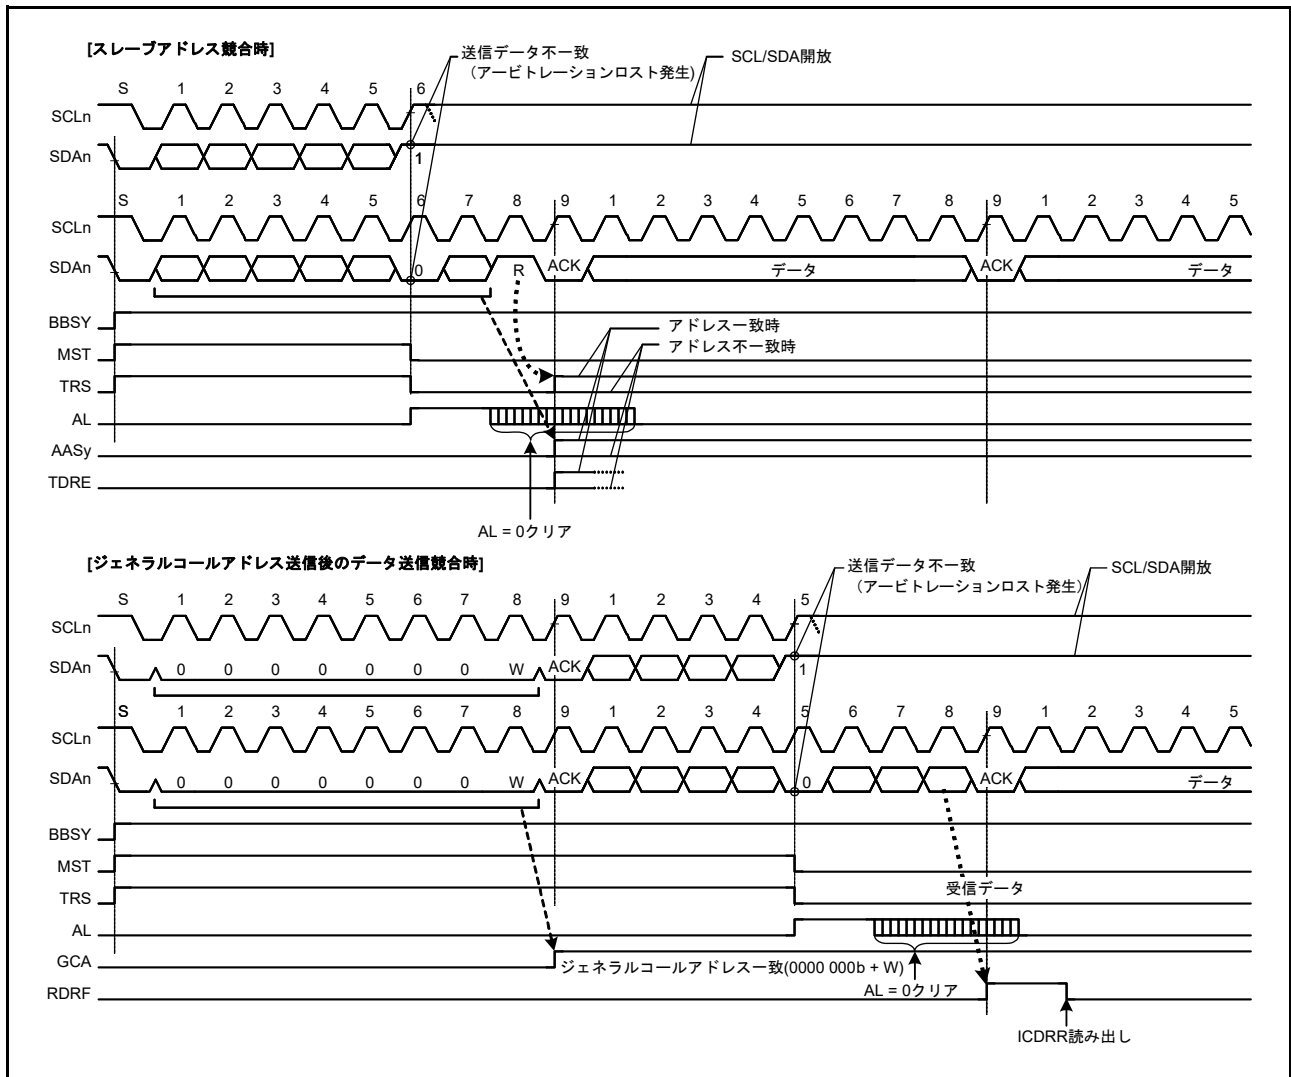 [スレーブアドレス競合時]
送信データ不一致
（アービトレーションロスト発生)
SCL/SDA開放
S 1 2 3 4 5 6
SCLn
SDAn
1
S 1 2 3 4 5 6 7 8 9 1 2 3 4 5 6 7 8 9 1 2 3 4 5
SCLn
SDAn
0 R ACK データ ACK データ
BBSY
アドレス一致時
MST
アドレス不一致時
TRS
AL
AASy
TDRE
AL = 0クリア
[ジェネラルコールアドレス送信後のデータ送信競合時]
送信データ不一致
（アービトレーションロスト発生）
SCL/SDA開放
S 1 2 3 4 5 6 7 8 9 1 2 3 4 5
SCLn
SDAn
0 0 0 0 0 0 0 W ACK 1
S 1 2 3 4 5 6 7 8 9 1 2 3 4 5 6 7 8 9 1 2 3 4 5
SCLn
SDAn
0 0 0 0 0 0 0 W ACK 0 ACK データ
BBSY
MST
TRS
受信データ
AL
GCA
ジェネラルコールアドレス一致(0000 000b + W)
RDRF
AL = 0クリア
ICDRR読み出し